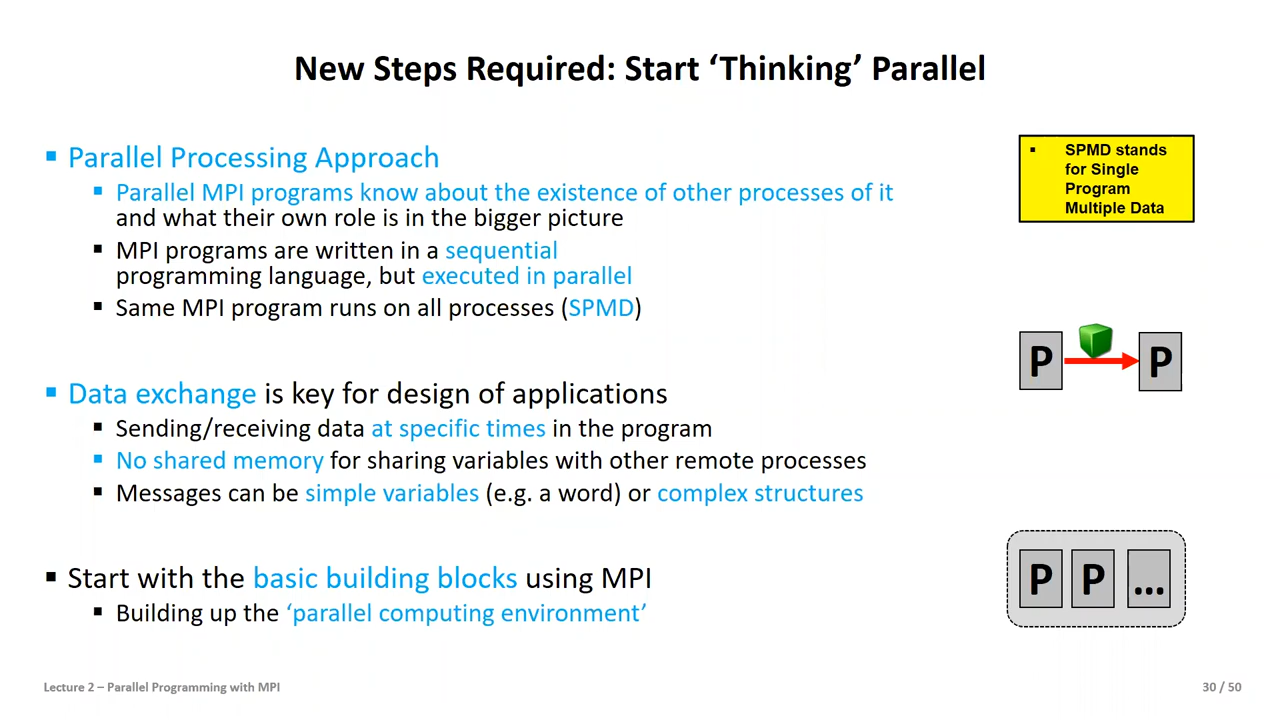 New Steps Required: Start ‘Thinking’ Parallel
▪ Parallel Processing Approach
▪ Parallel MPI programs know about the existence of other processes of it
and what their own role is in the bigger picture
▪ MPI programs are written in a sequential
programming language, but executed in parallel
▪ Same MPI program runs on all processes (SPMD)
▪ SPMD stands
for Single
Program
Multiple Data
▪ Data exchange is key for design of applications
▪ Sending/receiving data at specific times in the program
▪ No shared memory for sharing variables with other remote processes
▪ Messages can be simple variables (e.g. a word) or complex structures
P P
▪ Start with the basic building blocks using MPI
▪ Building up the ‘parallel computing environment’
P P ...
Lecture 2 – Parallel Programming with MPI
30 / 50